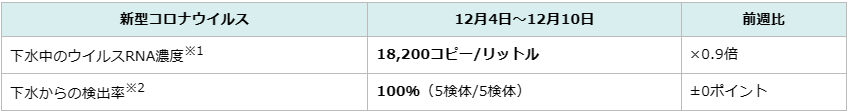 新型コロナウイルス 12月4日～12月10日 前週比
下水中のウイルスRNA濃度※1 18,200コピー/リットル ×0.9倍
下水からの検出率※2 100%（5検体/5検体） ±0ポイント